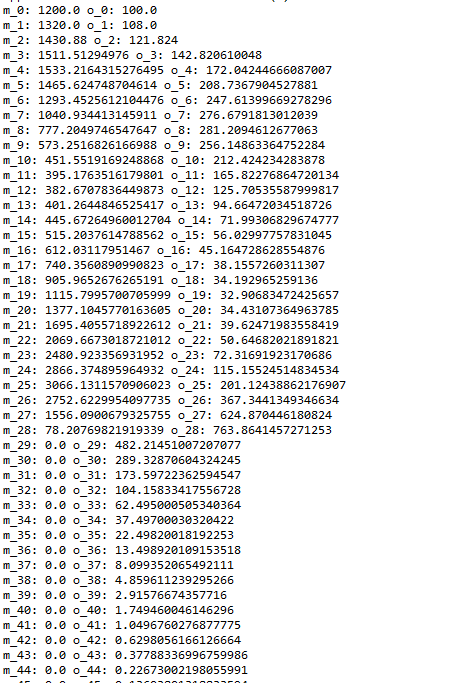 m_0: 1200.0 o_0: 100.0
m_1: 1320.0 o_1: 108.0
m_2: 1430.88 o_2: 121.824
m_3: 1511.51294976 o_3: 142.820610048
m_4: 1533.2164315276495 o_4: 172.04244666087007
m_5: 1465.624748704614 o_5: 208.7367904527881
m_6: 1293.4525612104476 o_6: 247.61399669278296
m_7: 1040.934413145911 o_7: 276.6791813012039
m_8: 777.2049746547647 o_8: 281.2094612677063
m_9: 573.2516826166988 o_9: 256.14863364752284
m_10: 451.5519169248868 o_10: 212.424234283878
m_11: 395.1763516179801 o_11: 165.82276864720134
m_12: 382.6707836449873 o_12: 125.70535587999817
m_13: 401.2644846525417 o_13: 94.66472034518726
m_14: 445.67264960012704 o_14: 71.99306829674777
m_15: 515.2037614788562 o_15: 56.02997757831045
m_16: 612.03117951467 o_16: 45.164728628554876
m_17: 740.3560890990823 o_17: 38.1557260311307
m_18: 905.9652676265191 o_18: 34.192965259136
m_19: 1115.7995700705999 o_19: 32.90683472425657
m_20: 1377.1045770163605 o_20: 34.43107364963785
m_21: 1695.4055718922612 o_21: 39.62471983558419
m_22: 2069.6673018721012 o_22: 50.64682021891821
m_23: 2480.923356931952 o_23: 72.31691923170686
m_24: 2866.374895964932 o_24: 115.15524514834534
m_25: 3066.1311570906023 o_25: 201.12438862176907
m_26: 2752.6229954097735 o_26: 367.3441349346634
m_27: 1556.0900679325755 o_27: 624.870446180824
m_28: 78.20769821919339 o_28: 763.8641457271253
m_29: 0.0 o_29: 482.21451007207077
m_30: 0.0 o_30: 289.32870604324245
m_31: 0.0 o_31: 173.59722362594547
m_32: 0.0 o_32: 104.15833417556728
m_33: 0.0 o_33: 62.495000505340364
m_34: 0.0 o_34: 37.49700030320422
m_35: 0.0 o_35: 22.49820018192253
m_36: 0.0 o_36: 13.498920109153518
m_37: 0.0 o_37: 8.099352065492111
m_38: 0.0 o_38: 4.859611239295266
m_39: 0.0 o_39: 2.91576674357716
m_40: 0.0 o_40: 1.749460046146296
m_41: 0.0 o_41: 1.0496760276877775
m_42: 0.0 o_42: 0.6298056166126664
m_43: 0.0 o_43: 0.37788336996759986
m_44: 0.0 o_44: 0.22673002198055991